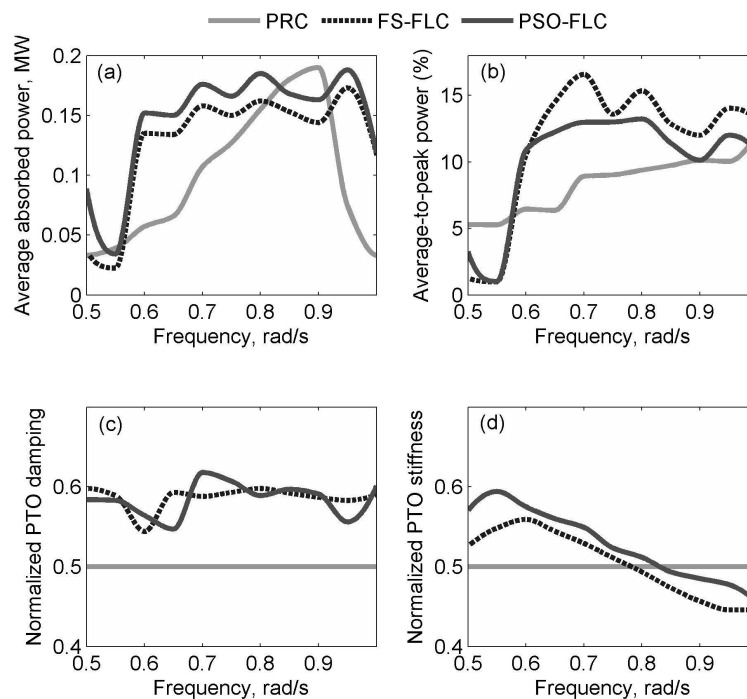 PRC FS-FLC PSO-FLC
(a)
Average absorbed power, MW
0.2
0.15
0.1
0.05
0
0.5 0.6 0.7 0.8 0.9
Frequency, rad/s
(b)
Average-to-peak power (%)
15
10
5
0
0.5 0.6 0.7 0.8 0.9
Frequency, rad/s
(c)
Normalized PTO damping
0.6
0.5
0.4
0.5 0.6 0.7 0.8 0.9
Frequency, rad/s
(d)
Normalized PTO stiffness
0.6
0.5
0.4
0.5 0.6 0.7 0.8 0.9
Frequency, rad/s